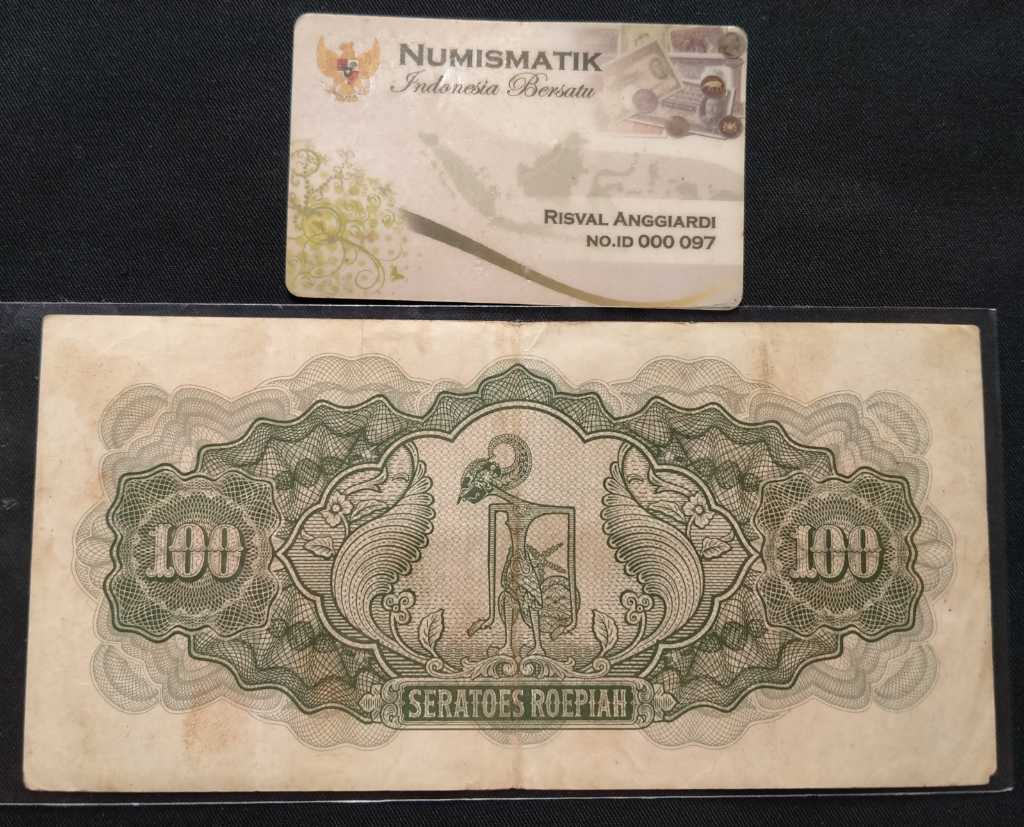 NUMISMATIK
Indonesia Bersatu
RISVAL ANGGIARDI
NO.ID 000 097
100
100
SERATOES ROEPIAH